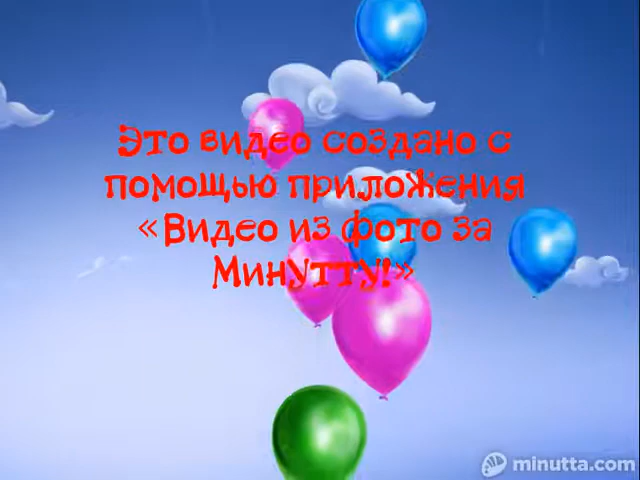 Это видео создано с
помощью приложения
«Видео из фото за
Минутту!»
minutta.com